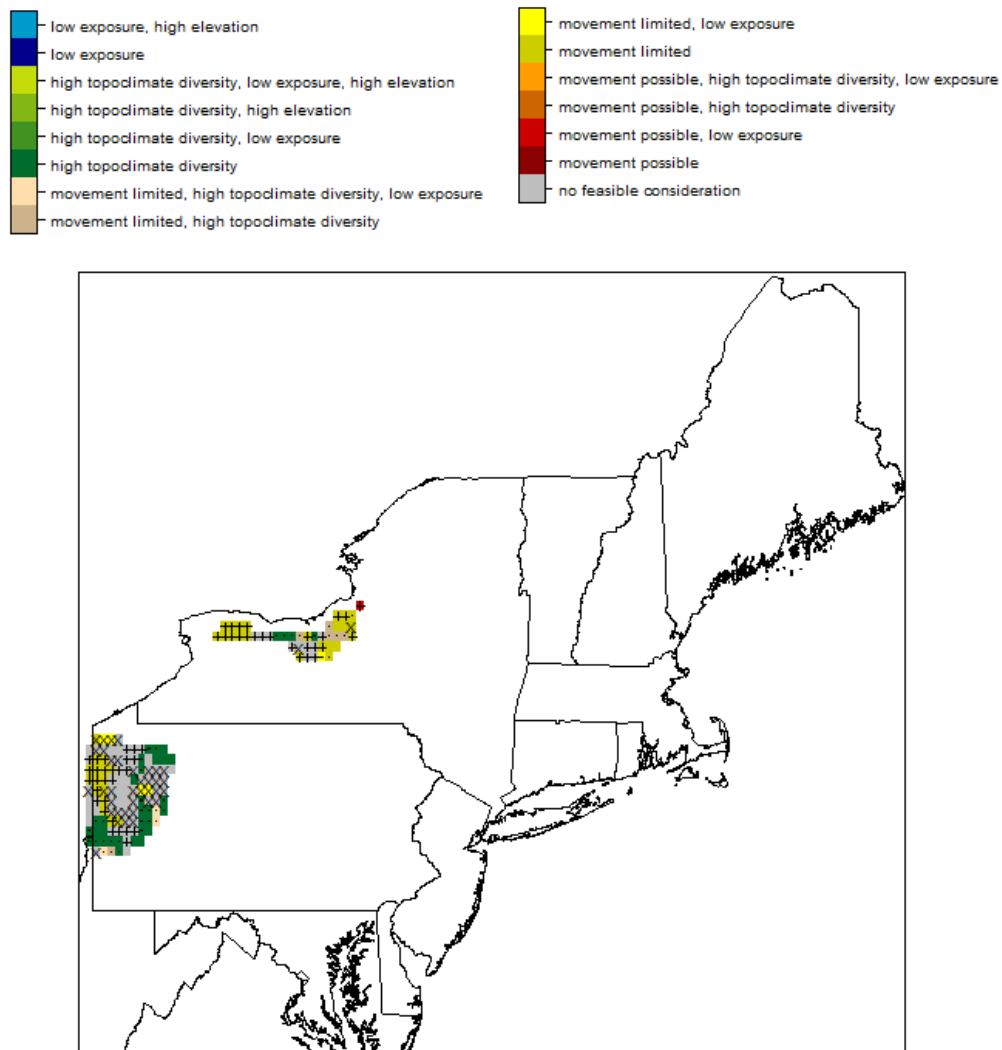 low exposure, high elevation
low exposure
high topoclimate diversity, low exposure, high elevation
high topoclimate diversity, high elevation
high topoclimate diversity, low exposure
high topoclimate diversity
movement limited, high topoclimate diversity, low exposure
movement limited, high topoclimate diversity
movement limited, low exposure
movement limited
movement possible, high topoclimate diversity, low exposure
movement possible, high topoclimate diversity
movement possible, low exposure
movement possible
no feasible consideration